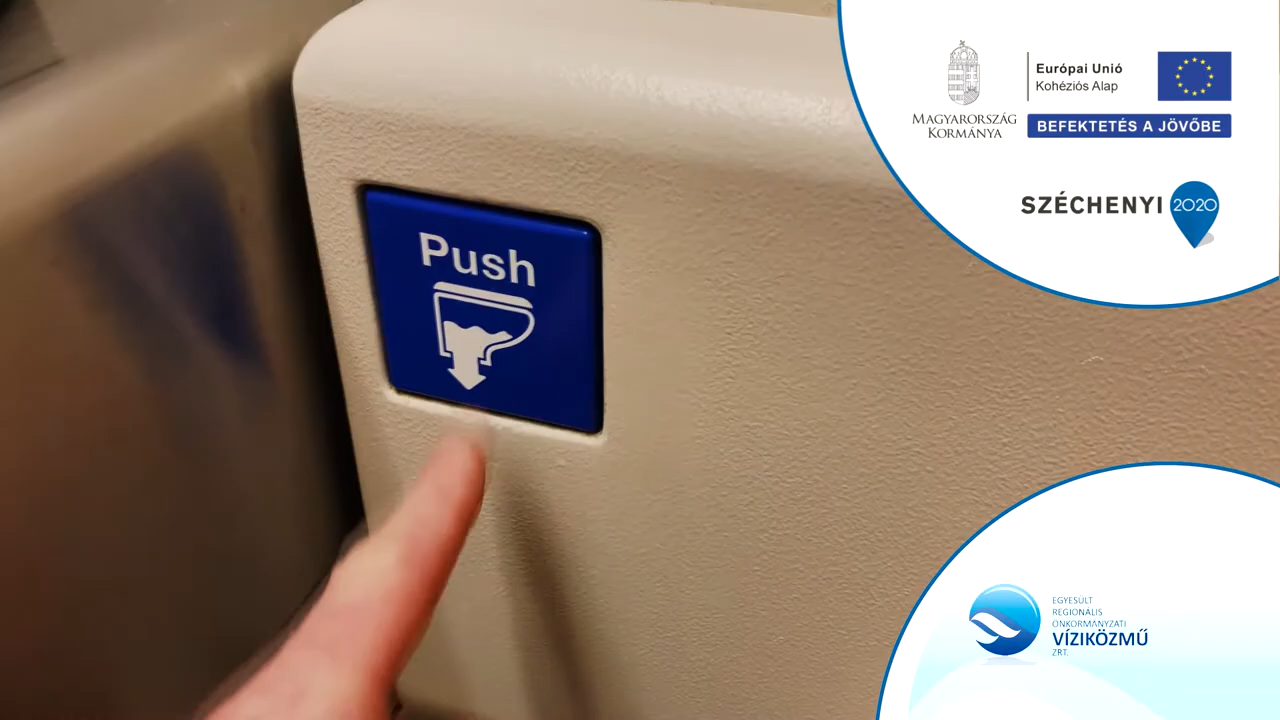 Push
MAGYARORSZÁG
KORMÁNYA
Európai Unió
Kohéziós Alap
BEFEKTETÉS A JÖVŐBE
SZÉCHENYI 2020
EGYESÜLT
REGIONÁLIS
ÖNKORMÁNYZATI
VÍZIKÖZMŰ
ZRT.